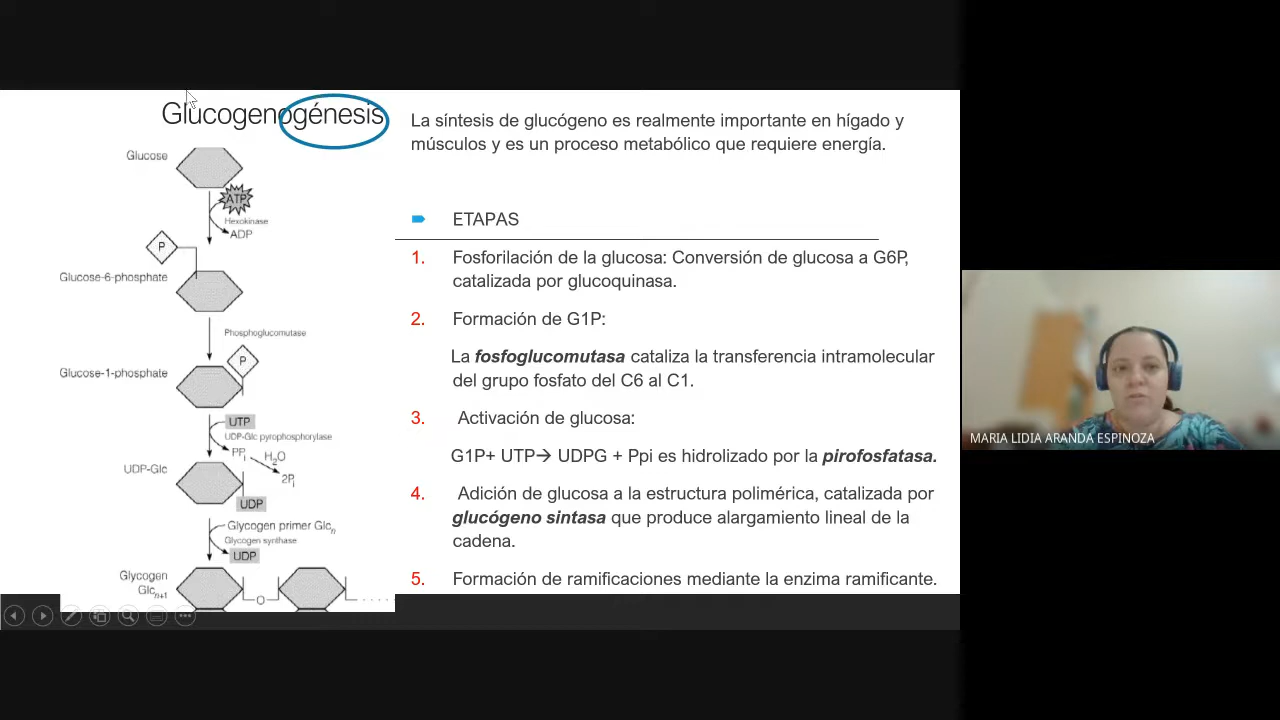 Glucogenogénesis
Glucose
ATP
Hexokinase
ADP
P
Glucose-6-phosphate
Phosphoglucomutase
P
Glucose-1-phosphate
UTP
UDP-Glc pyrophosphorylase
PPi
H2O
2Pi
UDP-Glc
UDP
Glycogen primer Glcn
Glycogen synthase
UDP
Glycogen
Glcn+1
O
La síntesis de glucógeno es realmente importante en hígado y
músculos y es un proceso metabólico que requiere energía.
ETAPAS
1. Fosforilación de la glucosa: Conversión de glucosa a G6P,
catalizada por glucoquinasa.
2. Formación de G1P:
La fosfoglucomutasa cataliza la transferencia intramolecular
del grupo fosfato del C6 al C1.
3. Activación de glucosa:
G1P+ UTP→ UDPG + Ppi es hidrolizado por la pirofosfatasa.
4. Adición de glucosa a la estructura polimérica, catalizada por
glucógeno sintasa que produce alargamiento lineal de la
cadena.
5. Formación de ramificaciones mediante la enzima ramificante.
MARIA LIDIA ARANDA ESPINOZA